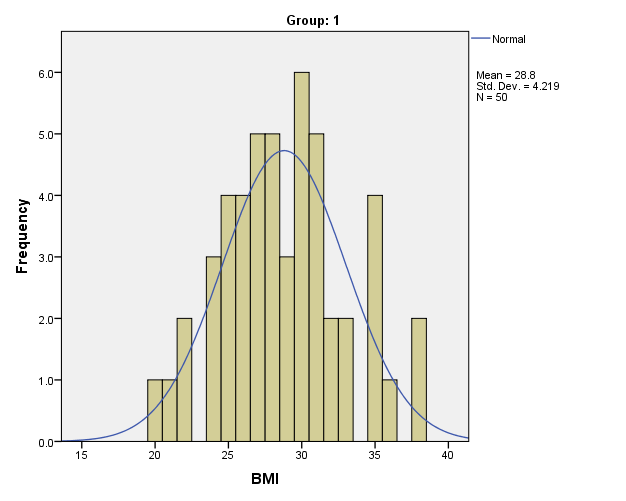 Group: 1
Normal
Mean = 28.8
Std. Dev. = 4.219
N = 50
Frequency
6.0
5.0
4.0
3.0
2.0
1.0
0.0
15 20 25 30 35 40
BMI